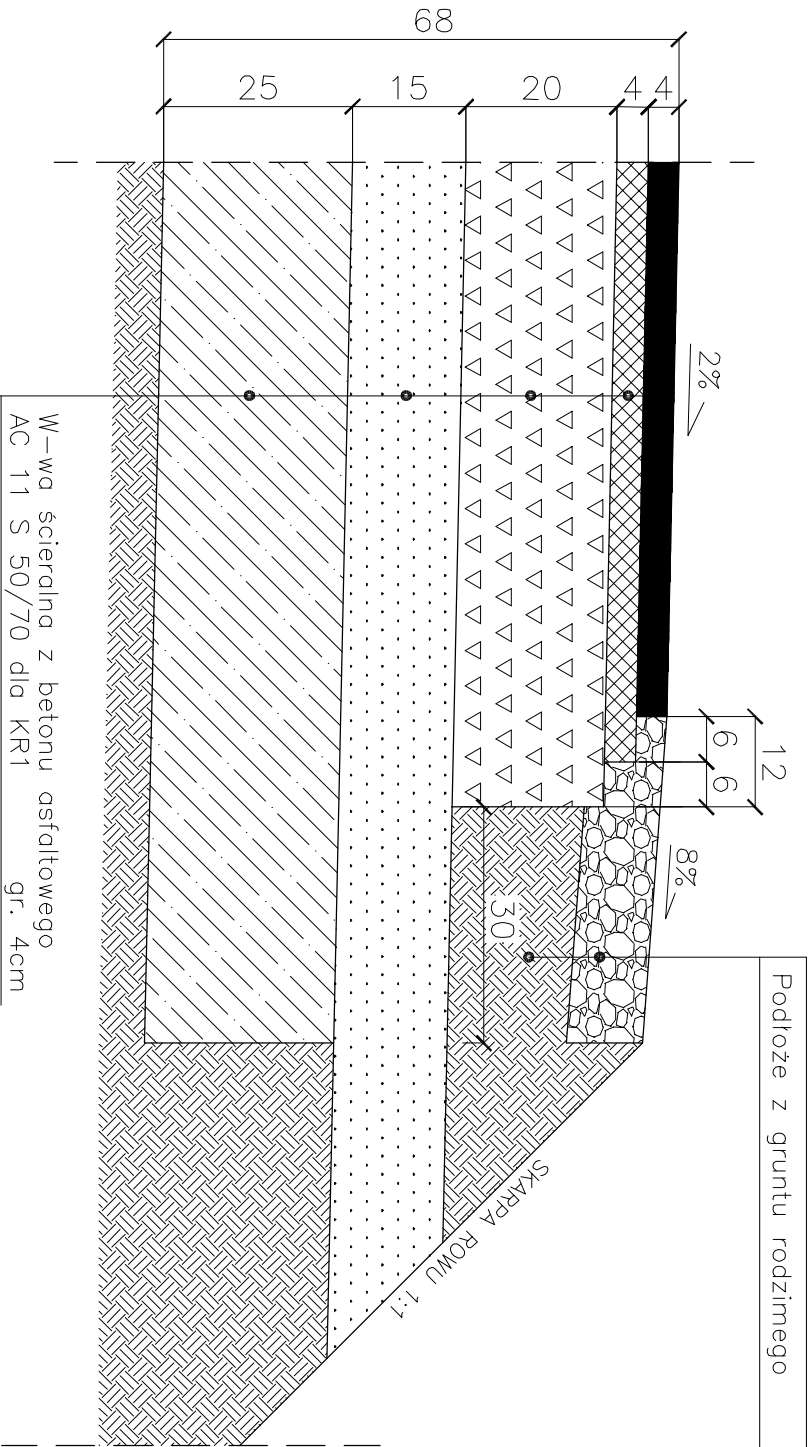 Podłoże z gruntu rodzimego
12
6 6
2%
8%
4
4
20
15
25
68
30
SKARPA ROWU 1:1
W-wa ścieralna z betonu asfaltowego
AC 11 S 50/70 dla KR1 gr. 4cm